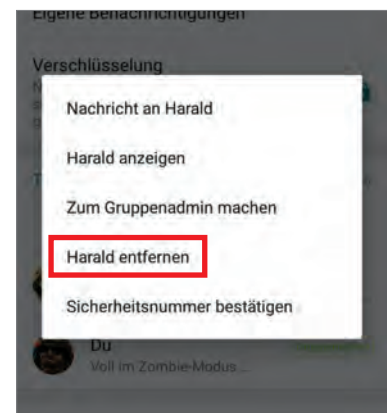 Eigene Benachrichtigungen
Verschlüsselung
Nachricht an Harald
Harald anzeigen
Zum Gruppenadmin machen
Harald entfernen
Sicherheitsnummer bestätigen
Du
Voll im Zombie-Modus...